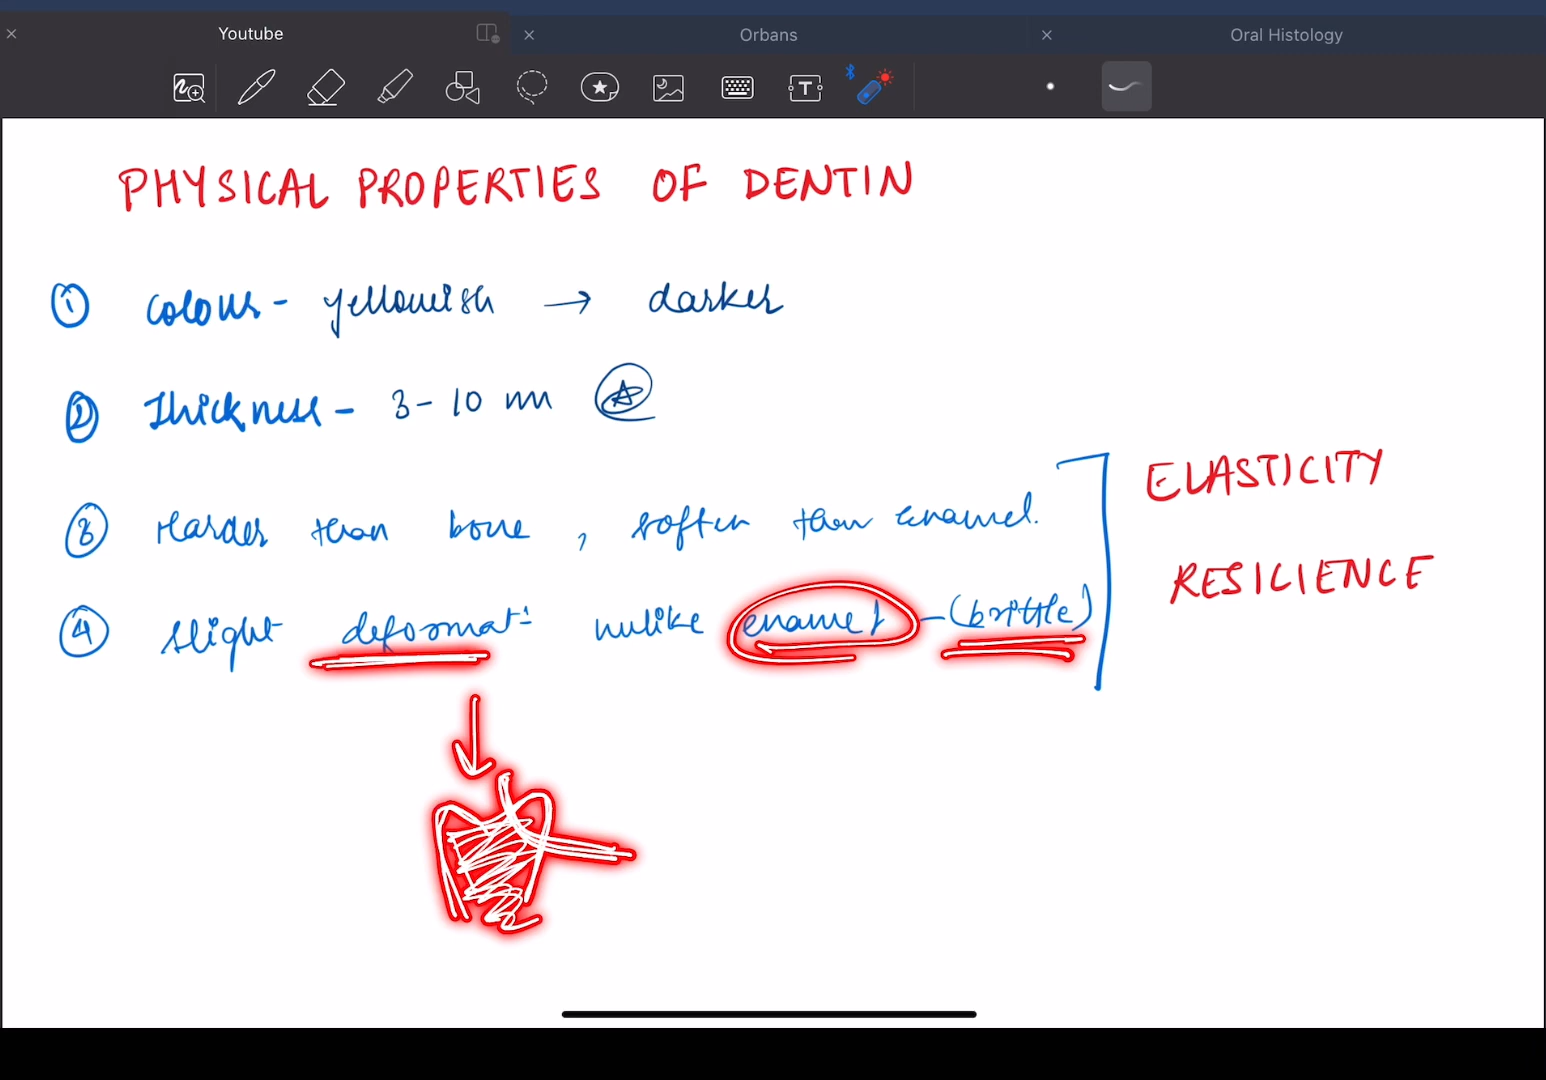 Youtube
Orbans
Oral Histology
PHYSICAL PROPERTIES OF DENTIN
① Colour - yellowish → darker
② Thickness - 3-10 mm
③ Harder than bone, softer than enamel.
④ slight deformatⁿ unlike enamel - (brittle)
ELASTICITY
RESILIENCE